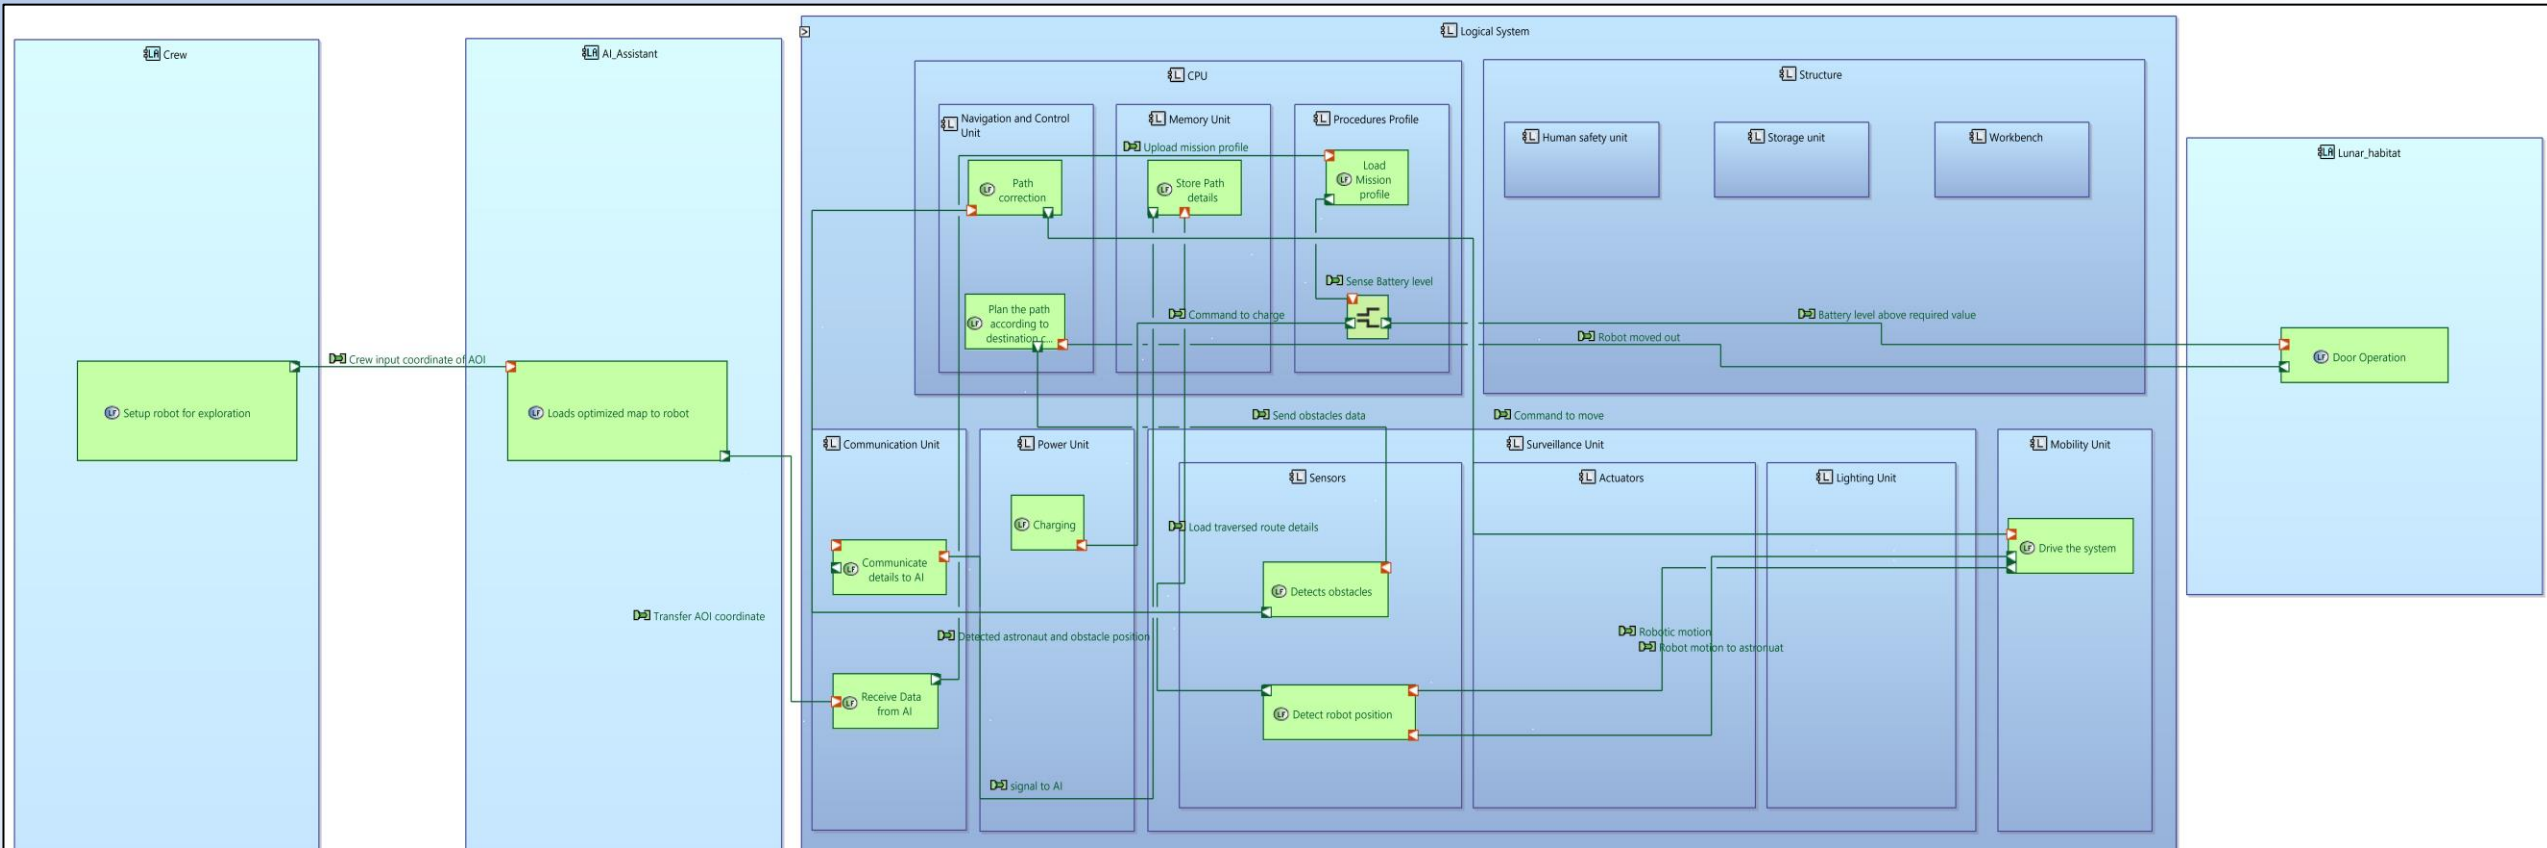 Crew
AI_Assistant
Logical System
CPU
Structure
Navigation and Control
Unit
Memory Unit
Procedures Profile
Human safety unit
Storage unit
Workbench
Lunar_habitat
Upload mission profile
Path
correction
Store Path
details
Load
Mission
profile
Sense Battery level
Plan the path
according to
destination c...
Command to charge
Battery level above required value
Robot moved out
Door Operation
Crew input coordinate of AOI
Setup robot for exploration
Loads optimized map to robot
Send obstacles data
Command to move
Communication Unit
Power Unit
Surveillance Unit
Mobility Unit
Sensors
Actuators
Lighting Unit
Charging
Load traversed route details
Communicate
details to AI
Detects obstacles
Drive the system
Transfer AOI coordinate
Detected astronaut and obstacle position
Robotic motion
Robot motion to astronuat
Receive Data
from AI
Detect robot position
signal to AI